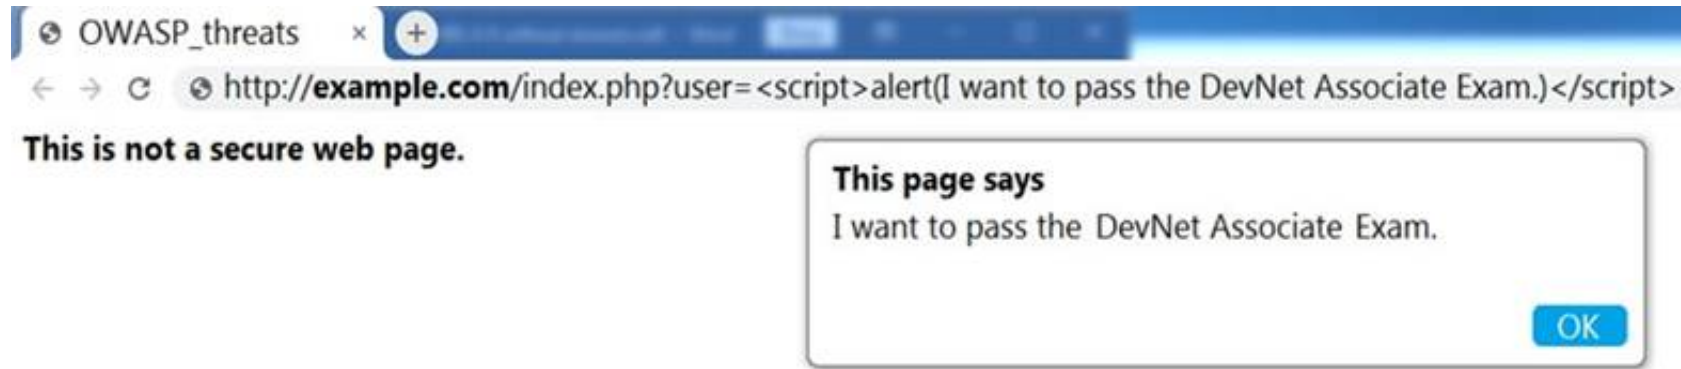 OWASP_threats
http://example.com/index.php?user=<script>alert(I want to pass the DevNet Associate Exam.)</script>
This is not a secure web page.
This page says
I want to pass the DevNet Associate Exam.
OK